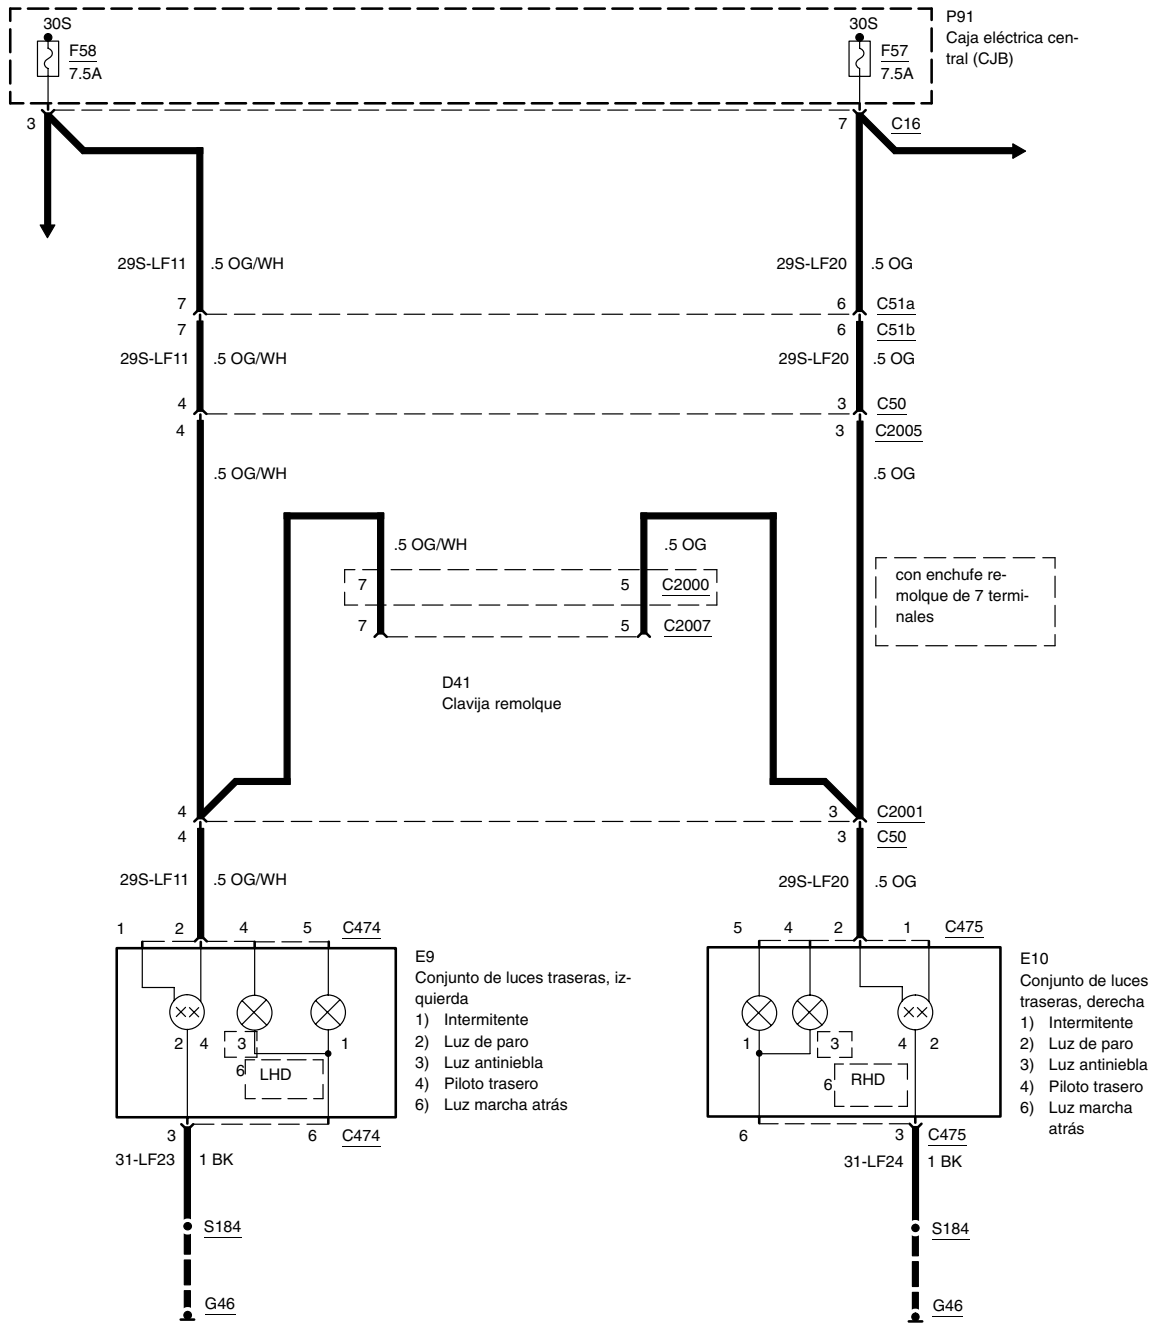 30S
30S
P91
Caja eléctrica cen-
tral (CJB)
F58
7.5A
F57
7.5A
3
7
C16
29S-LF11
.5 OG/WH
29S-LF20
.5 OG
7
6
C51a
7
6
C51b
29S-LF11
.5 OG/WH
29S-LF20
.5 OG
4
3
C50
4
3
C2005
.5 OG/WH
.5 OG
.5 OG/WH
.5 OG
con enchufe re-
molque de 7 termi-
nales
7
5
C2000
7
5
C2007
D41
Clavija remolque
4
3
C2001
4
3
C50
29S-LF11
.5 OG/WH
29S-LF20
.5 OG
1
2
4
5
C474
5
4
2
1
C475
E9
Conjunto de luces traseras, iz-
quierda
1) Intermitente
2) Luz de paro
3) Luz antiniebla
4) Piloto trasero
6) Luz marcha atrás
E10
Conjunto de luces
traseras, derecha
1) Intermitente
2) Luz de paro
3) Luz antiniebla
4) Piloto trasero
6) Luz marcha
atrás
2
4
3
1
6
LHD
1
3
4
2
6
RHD
3
6
C474
6
3
C475
31-LF23
1 BK
31-LF24
1 BK
S184
S184
G46
G46